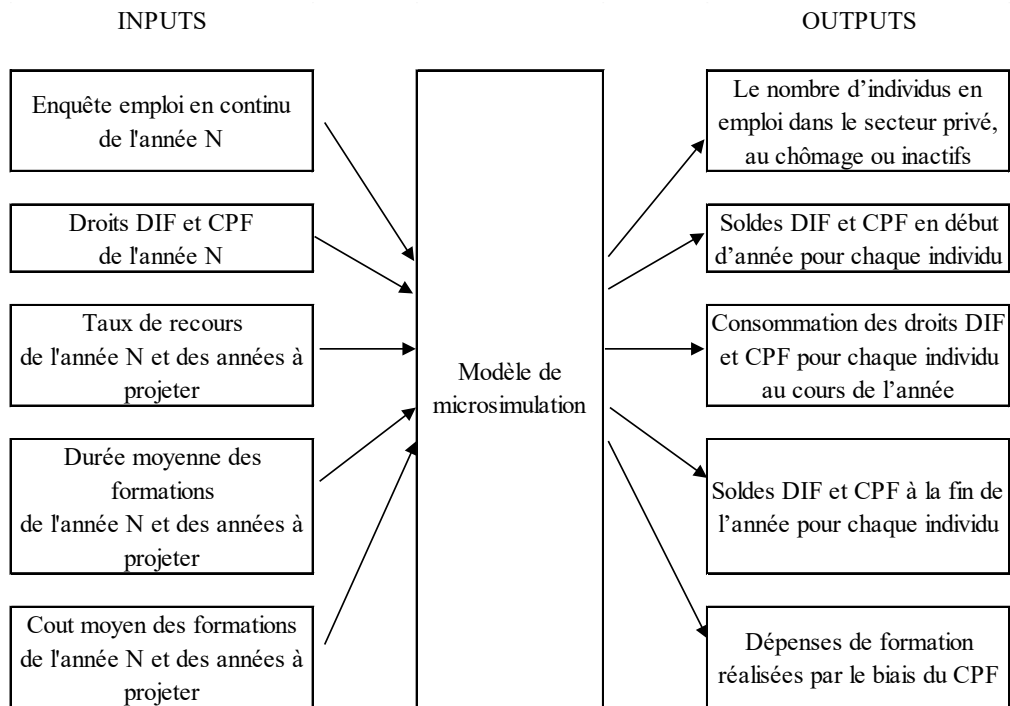 INPUTS
OUTPUTS
Enquête emploi en continu
de l'année N
Droits DIF et CPF
de l'année N
Taux de recours
de l'année N et des années à
projeter
Durée moyenne des
formations
de l'année N et des années à
projeter
Cout moyen des formations
de l'année N et des années à
projeter
Modèle de
microsimulation
Le nombre d’individus en
emploi dans le secteur privé,
au chômage ou inactifs
Soldes DIF et CPF en début
d’année pour chaque individu
Consommation des droits DIF
et CPF pour chaque individu
au cours de l’année
Soldes DIF et CPF à la fin de
l’année pour chaque individu
Dépenses de formation
réalisées par le biais du CPF